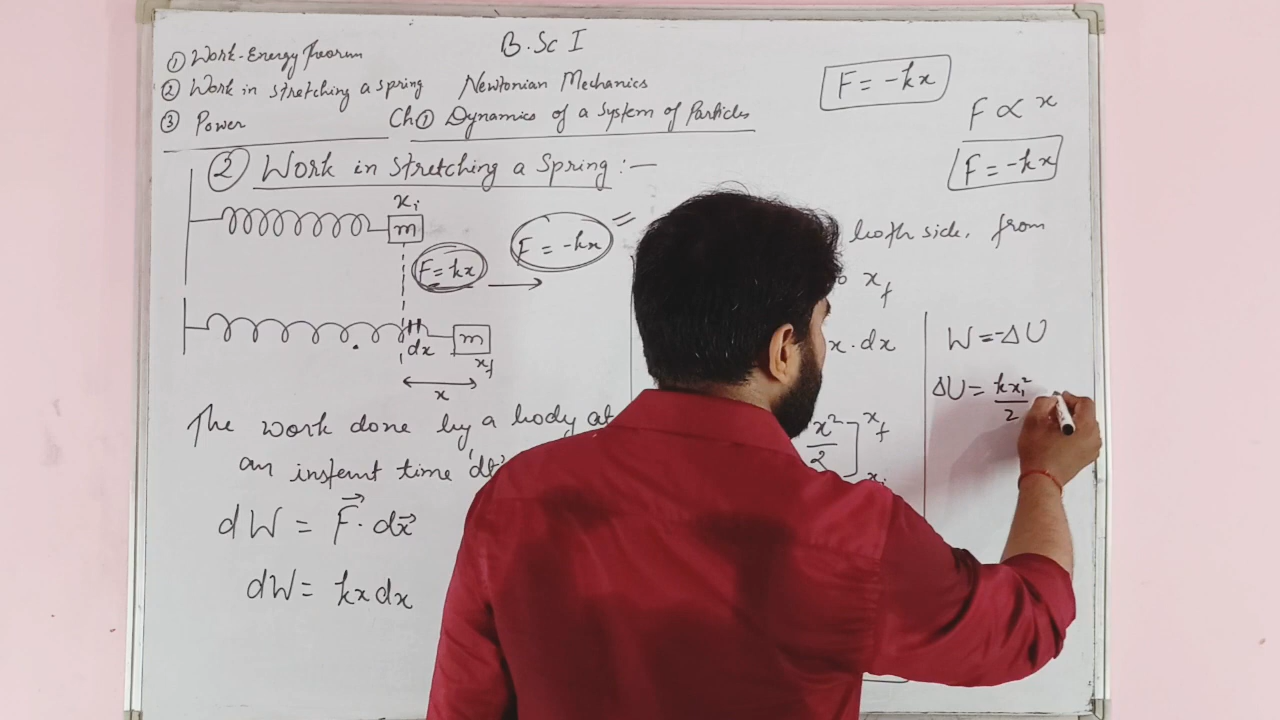 B.Sc I
① Work-Energy Theorum
② Work in stretching a spring
③ Power
Newtonian Mechanics
Ch① Dynamics of a System of Particles
F = -kx
F ∝ x
F = -kx
② Work in Stretching a Spring :-
xᵢ
m
F = kx
F = -kx =
dx
m
x_f
x
The work done by a body at
an instent time 'dt'
dW = F⃗ · dx⃗
dW = kx dx
both side, from
x_f
x · dx
x²/2 ] x_f
W = -ΔU
ΔU = kxᵢ²/2